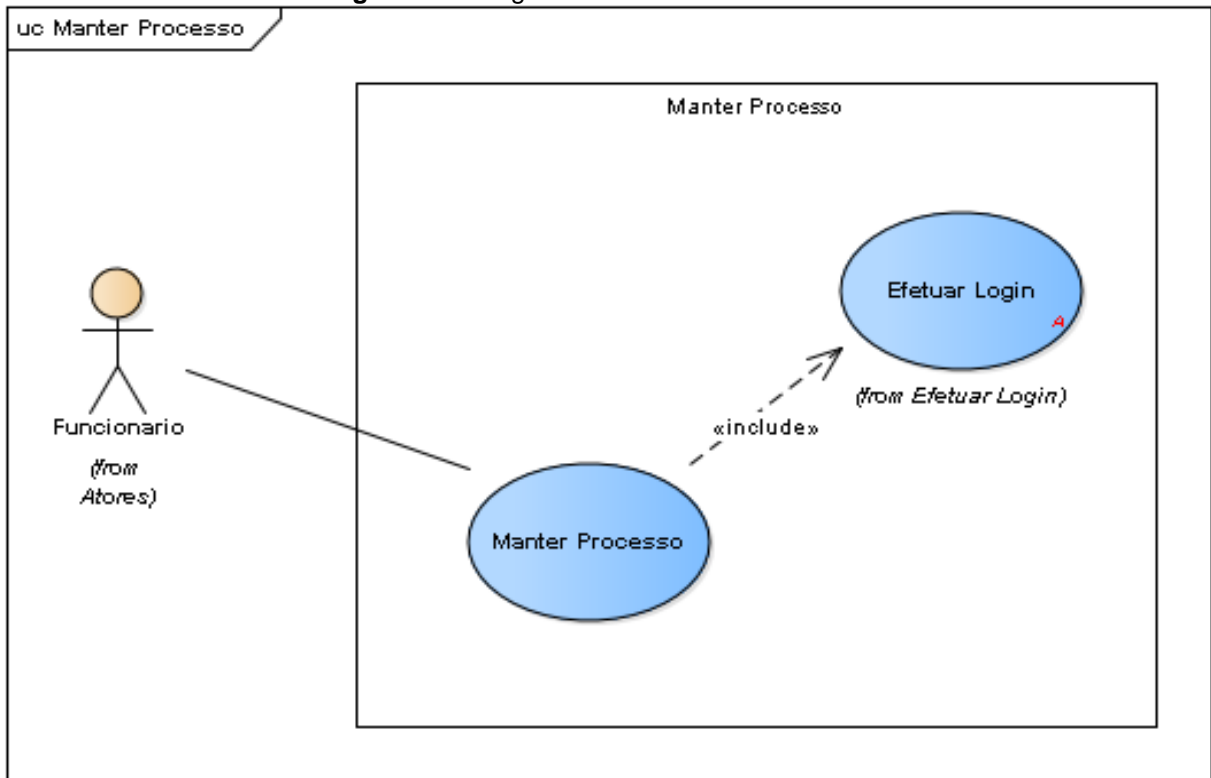 uc Manter Processo
Manter Processo
Efetuar Login
A
(from Efetuar Login)
«include»
Funcionario
(from
Atores)
Manter Processo